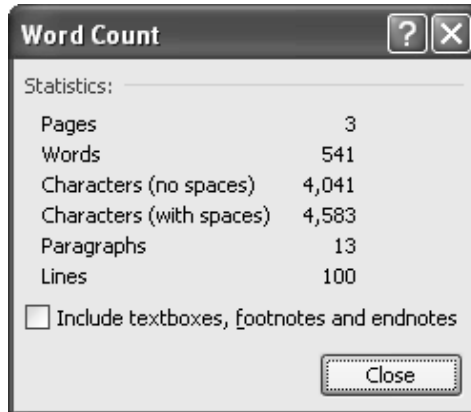 Word Count
Statistics:
Pages 3
Words 541
Characters (no spaces) 4,041
Characters (with spaces) 4,583
Paragraphs 13
Lines 100
Include textboxes, footnotes and endnotes
Close